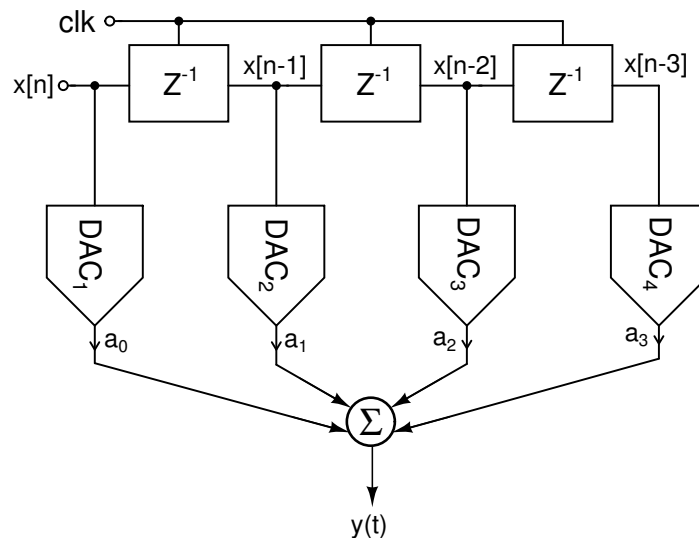 clk
x[n]
Z⁻¹
x[n-1]
Z⁻¹
x[n-2]
Z⁻¹
x[n-3]
DAC₁
DAC₂
DAC₃
DAC₄
a₀
a₁
a₂
a₃
Σ
y(t)